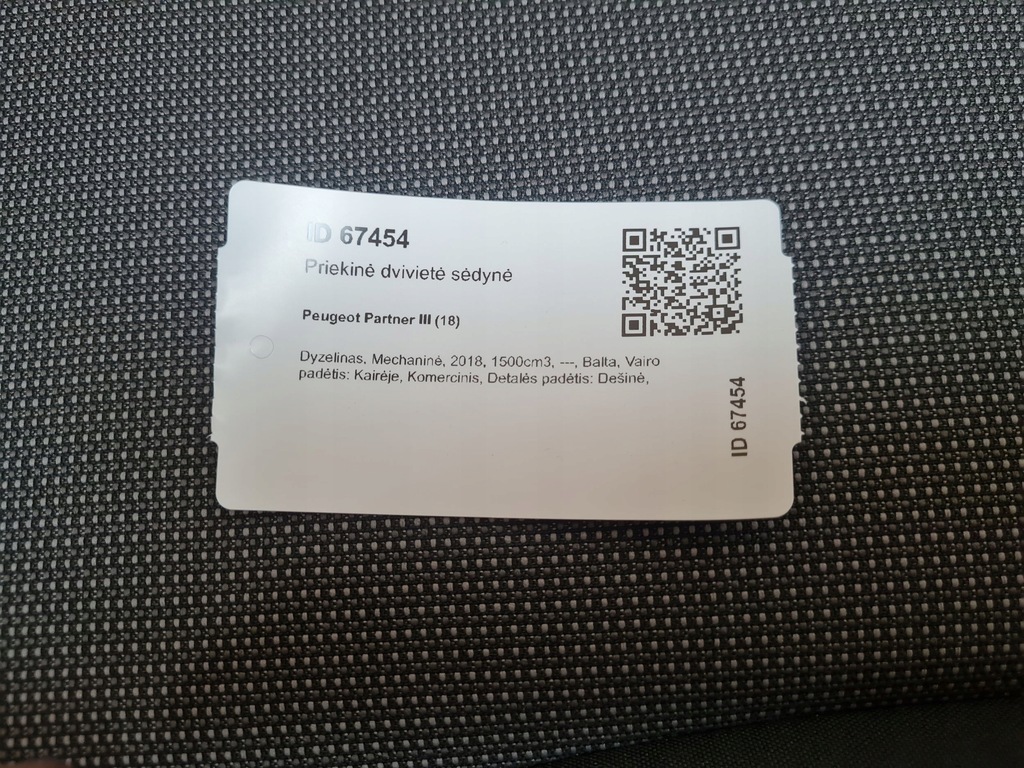 ID 67454
Priekinė dvivietė sėdynė
Peugeot Partner III (18)
Dyzelinas, Mechaninė, 2018, 1500cm3, ---, Balta, Vairo
padėtis: Kairėje, Komercinis, Detalės padėtis: Dešinė,
ID 67454